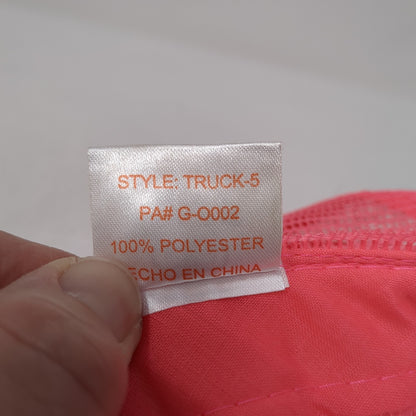 STYLE: TRUCK-5
PA# G-O002
100% POLYESTER
ECHO EN CHINA